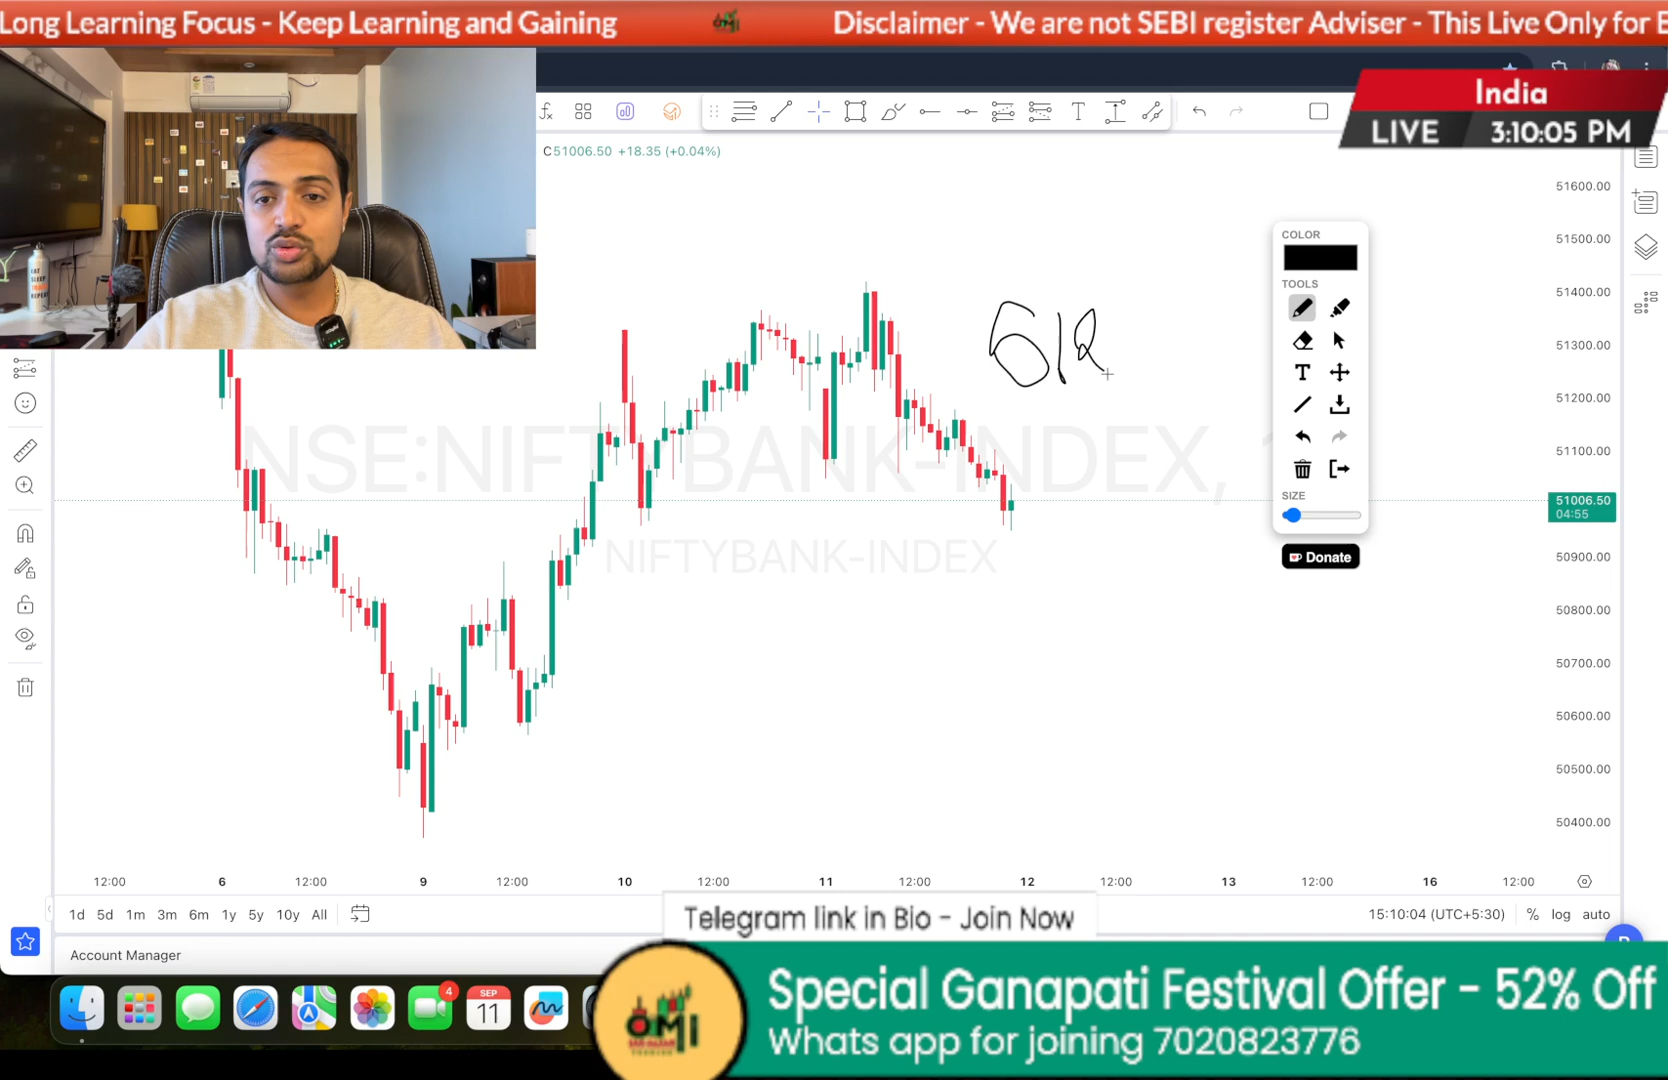 Long Learning Focus - Keep Learning and Gaining
Disclaimer - We are not SEBI register Adviser - This Live Only for E
India
LIVE 3:10:05 PM
C51006.50 +18.35 (+0.04%)
51600.00
51500.00
51400.00
51300.00
51200.00
51100.00
51006.50
04:55
50900.00
50800.00
50700.00
50600.00
50500.00
50400.00
COLOR
TOOLS
T
SIZE
Donate
NSE:NIFTYBANK-INDEX,
NIFTYBANK-INDEX
EAT
SLEEP
REPEAT
12:00 6 12:00 9 12:00 10 12:00 11 12:00 12 12:00 13 12:00 16 12:00
1d 5d 1m 3m 6m 1y 5y 10y All
15:10:04 (UTC+5:30) % log auto
Telegram link in Bio - Join Now
Account Manager
4
SEP
11
OMI
Special Ganapati Festival Offer - 52% Off
Whats app for joining 7020823776